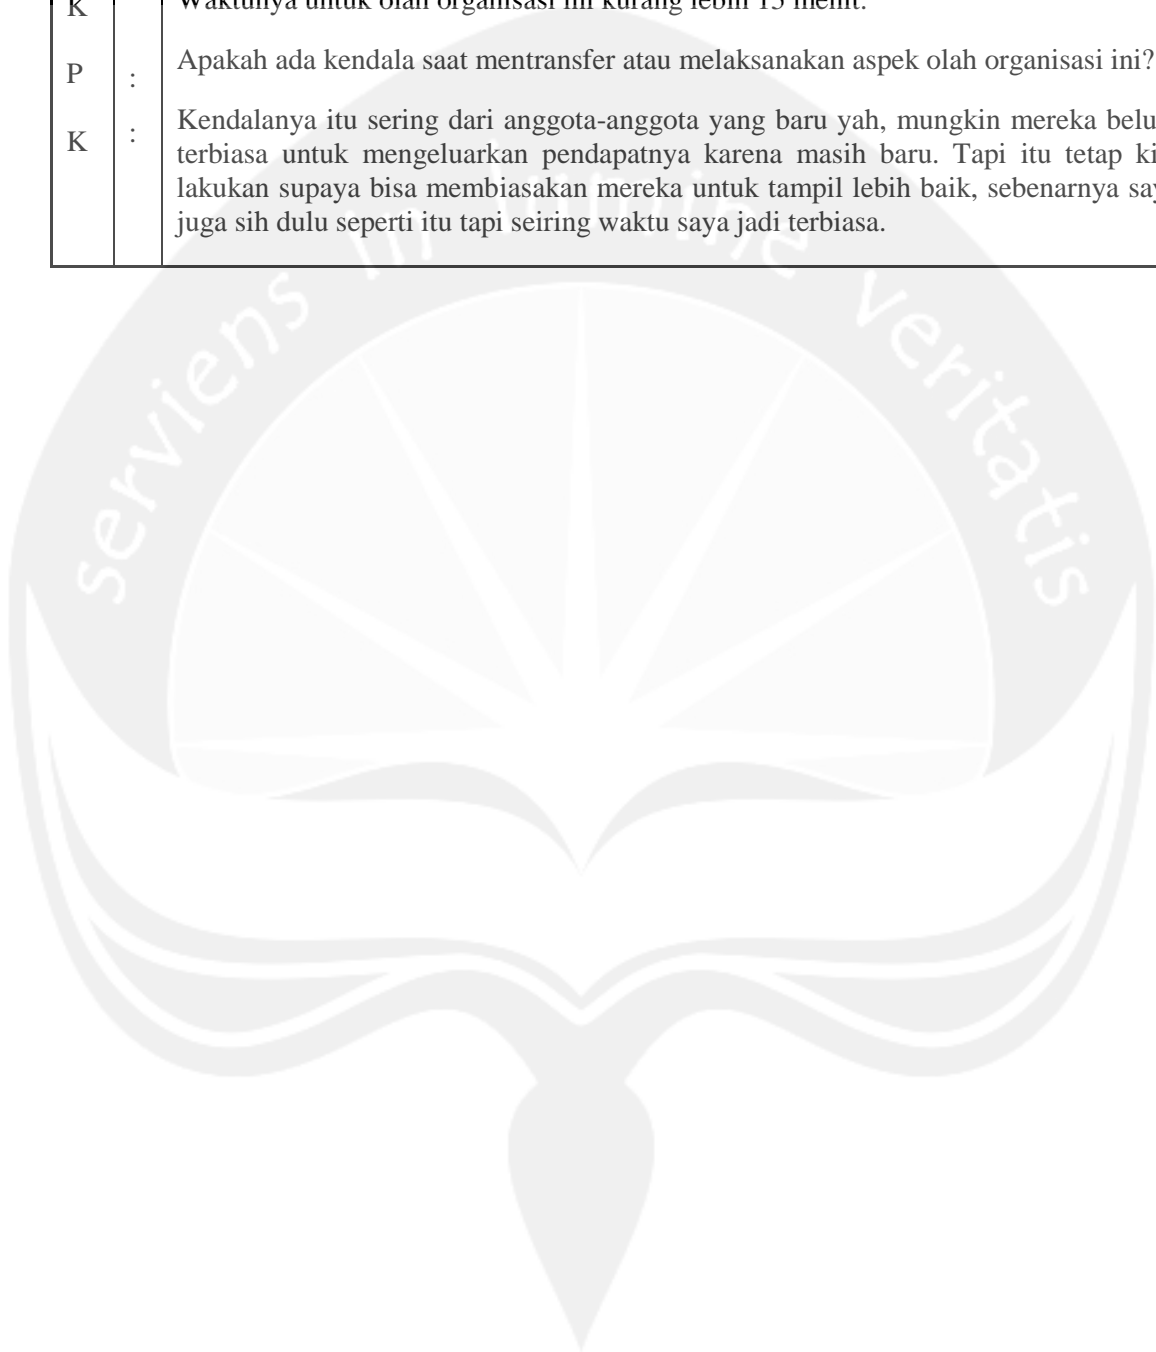 K Waktunya untuk olah organisasi ini kurang lebih 15 menit.
P : Apakah ada kendala saat mentransfer atau melaksanakan aspek olah organisasi ini?
K : Kendalanya itu sering dari anggota-anggota yang baru yah, mungkin mereka belu
terbiasa untuk mengeluarkan pendapatnya karena masih baru. Tapi itu tetap ki
lakukan supaya bisa membiasakan mereka untuk tampil lebih baik, sebenarnya say
juga sih dulu seperti itu tapi seiring waktu saya jadi terbiasa.
serviens in lumine veritatis